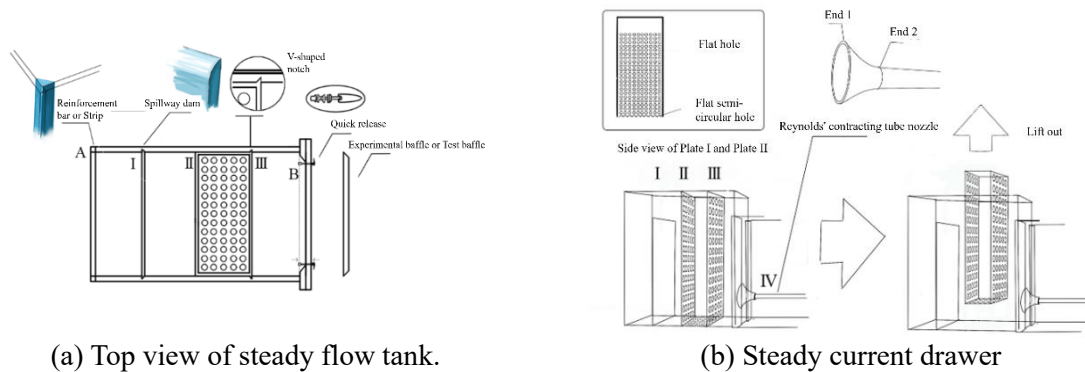 V-shaped
notch
Reinforcement
bar or Strip
Spillway dam
Quick release
Experimental baffle or Test baffle
A
I
II
III
B
(a) Top view of steady flow tank.
End 1
End 2
Flat hole
Flat semi-
circular hole
Reynolds' contracting tube nozzle
Lift out
Side view of Plate I and Plate II
I II III
IV
(b) Steady current drawer